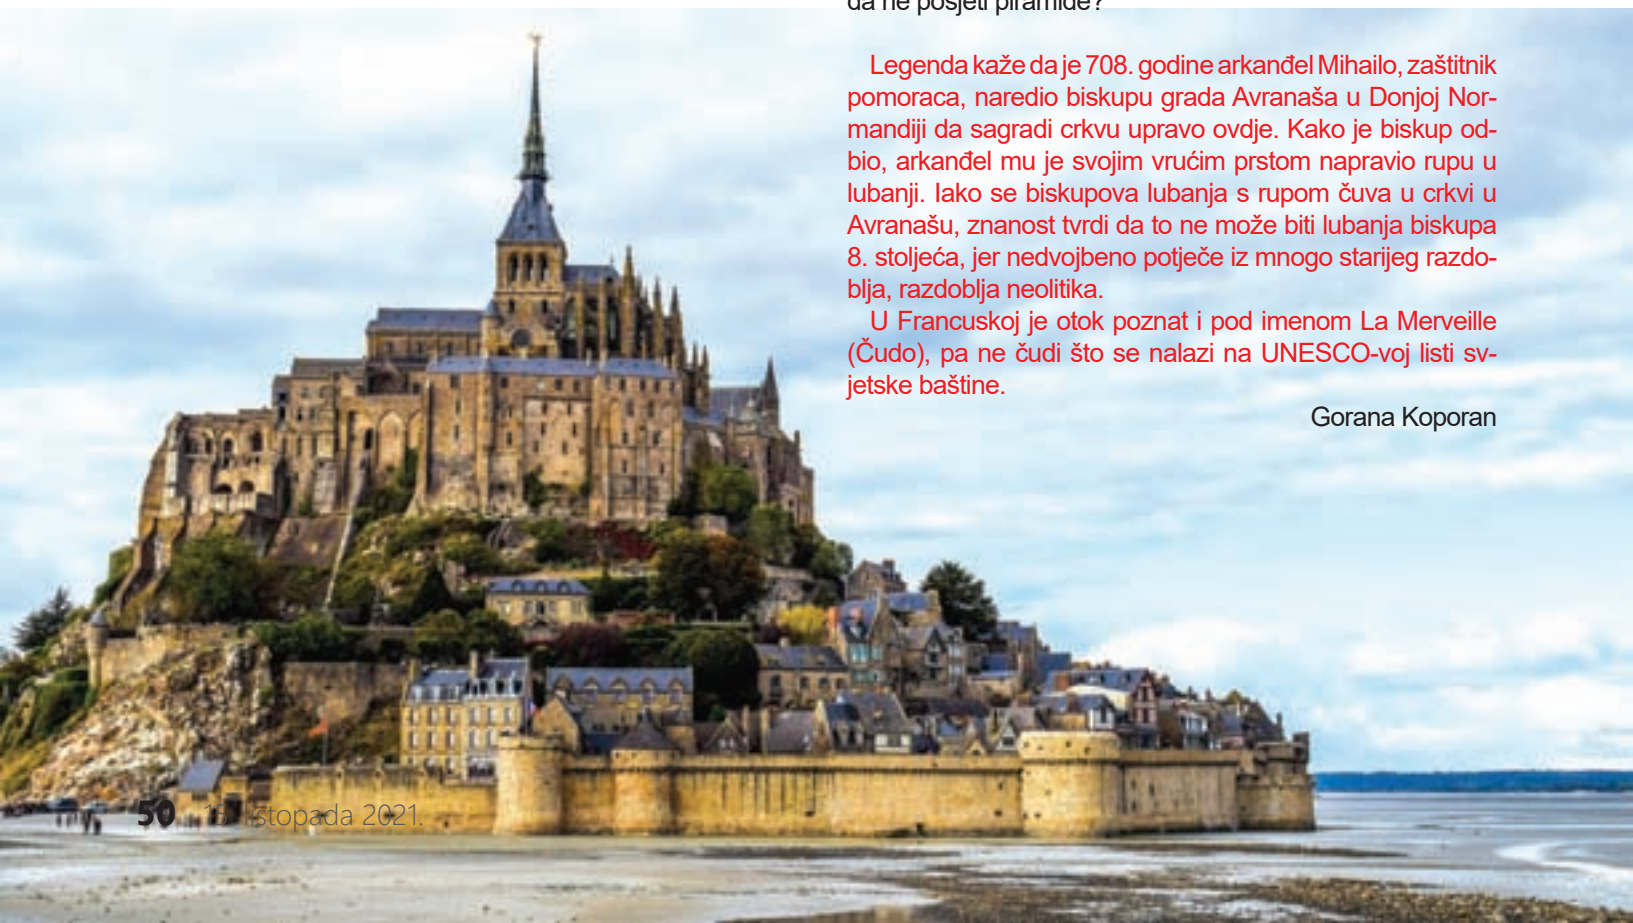 da ne posjeti piramide?
Legenda kaže da je 708. godine arkanđel Mihailo, zaštitnik
pomoraca, naredio biskupu grada Avranaša u Donjoj Nor-
mandiji da sagradi crkvu upravo ovdje. Kako je biskup od-
bio, arkanđel mu je svojim vrućim prstom napravio rupu u
lubanji. Iako se biskupova lubanja s rupom čuva u crkvi u
Avranašu, znanost tvrdi da to ne može biti lubanja biskupa
8. stoljeća, jer nedvojbeno potječe iz mnogo starijeg razdo-
blja, razdoblja neolitika.
U Francuskoj je otok poznat i pod imenom La Merveille
(Čudo), pa ne čudi što se nalazi na UNESCO-voj listi sv-
jetske baštine.
Gorana Koporan
50 listopada 2021.